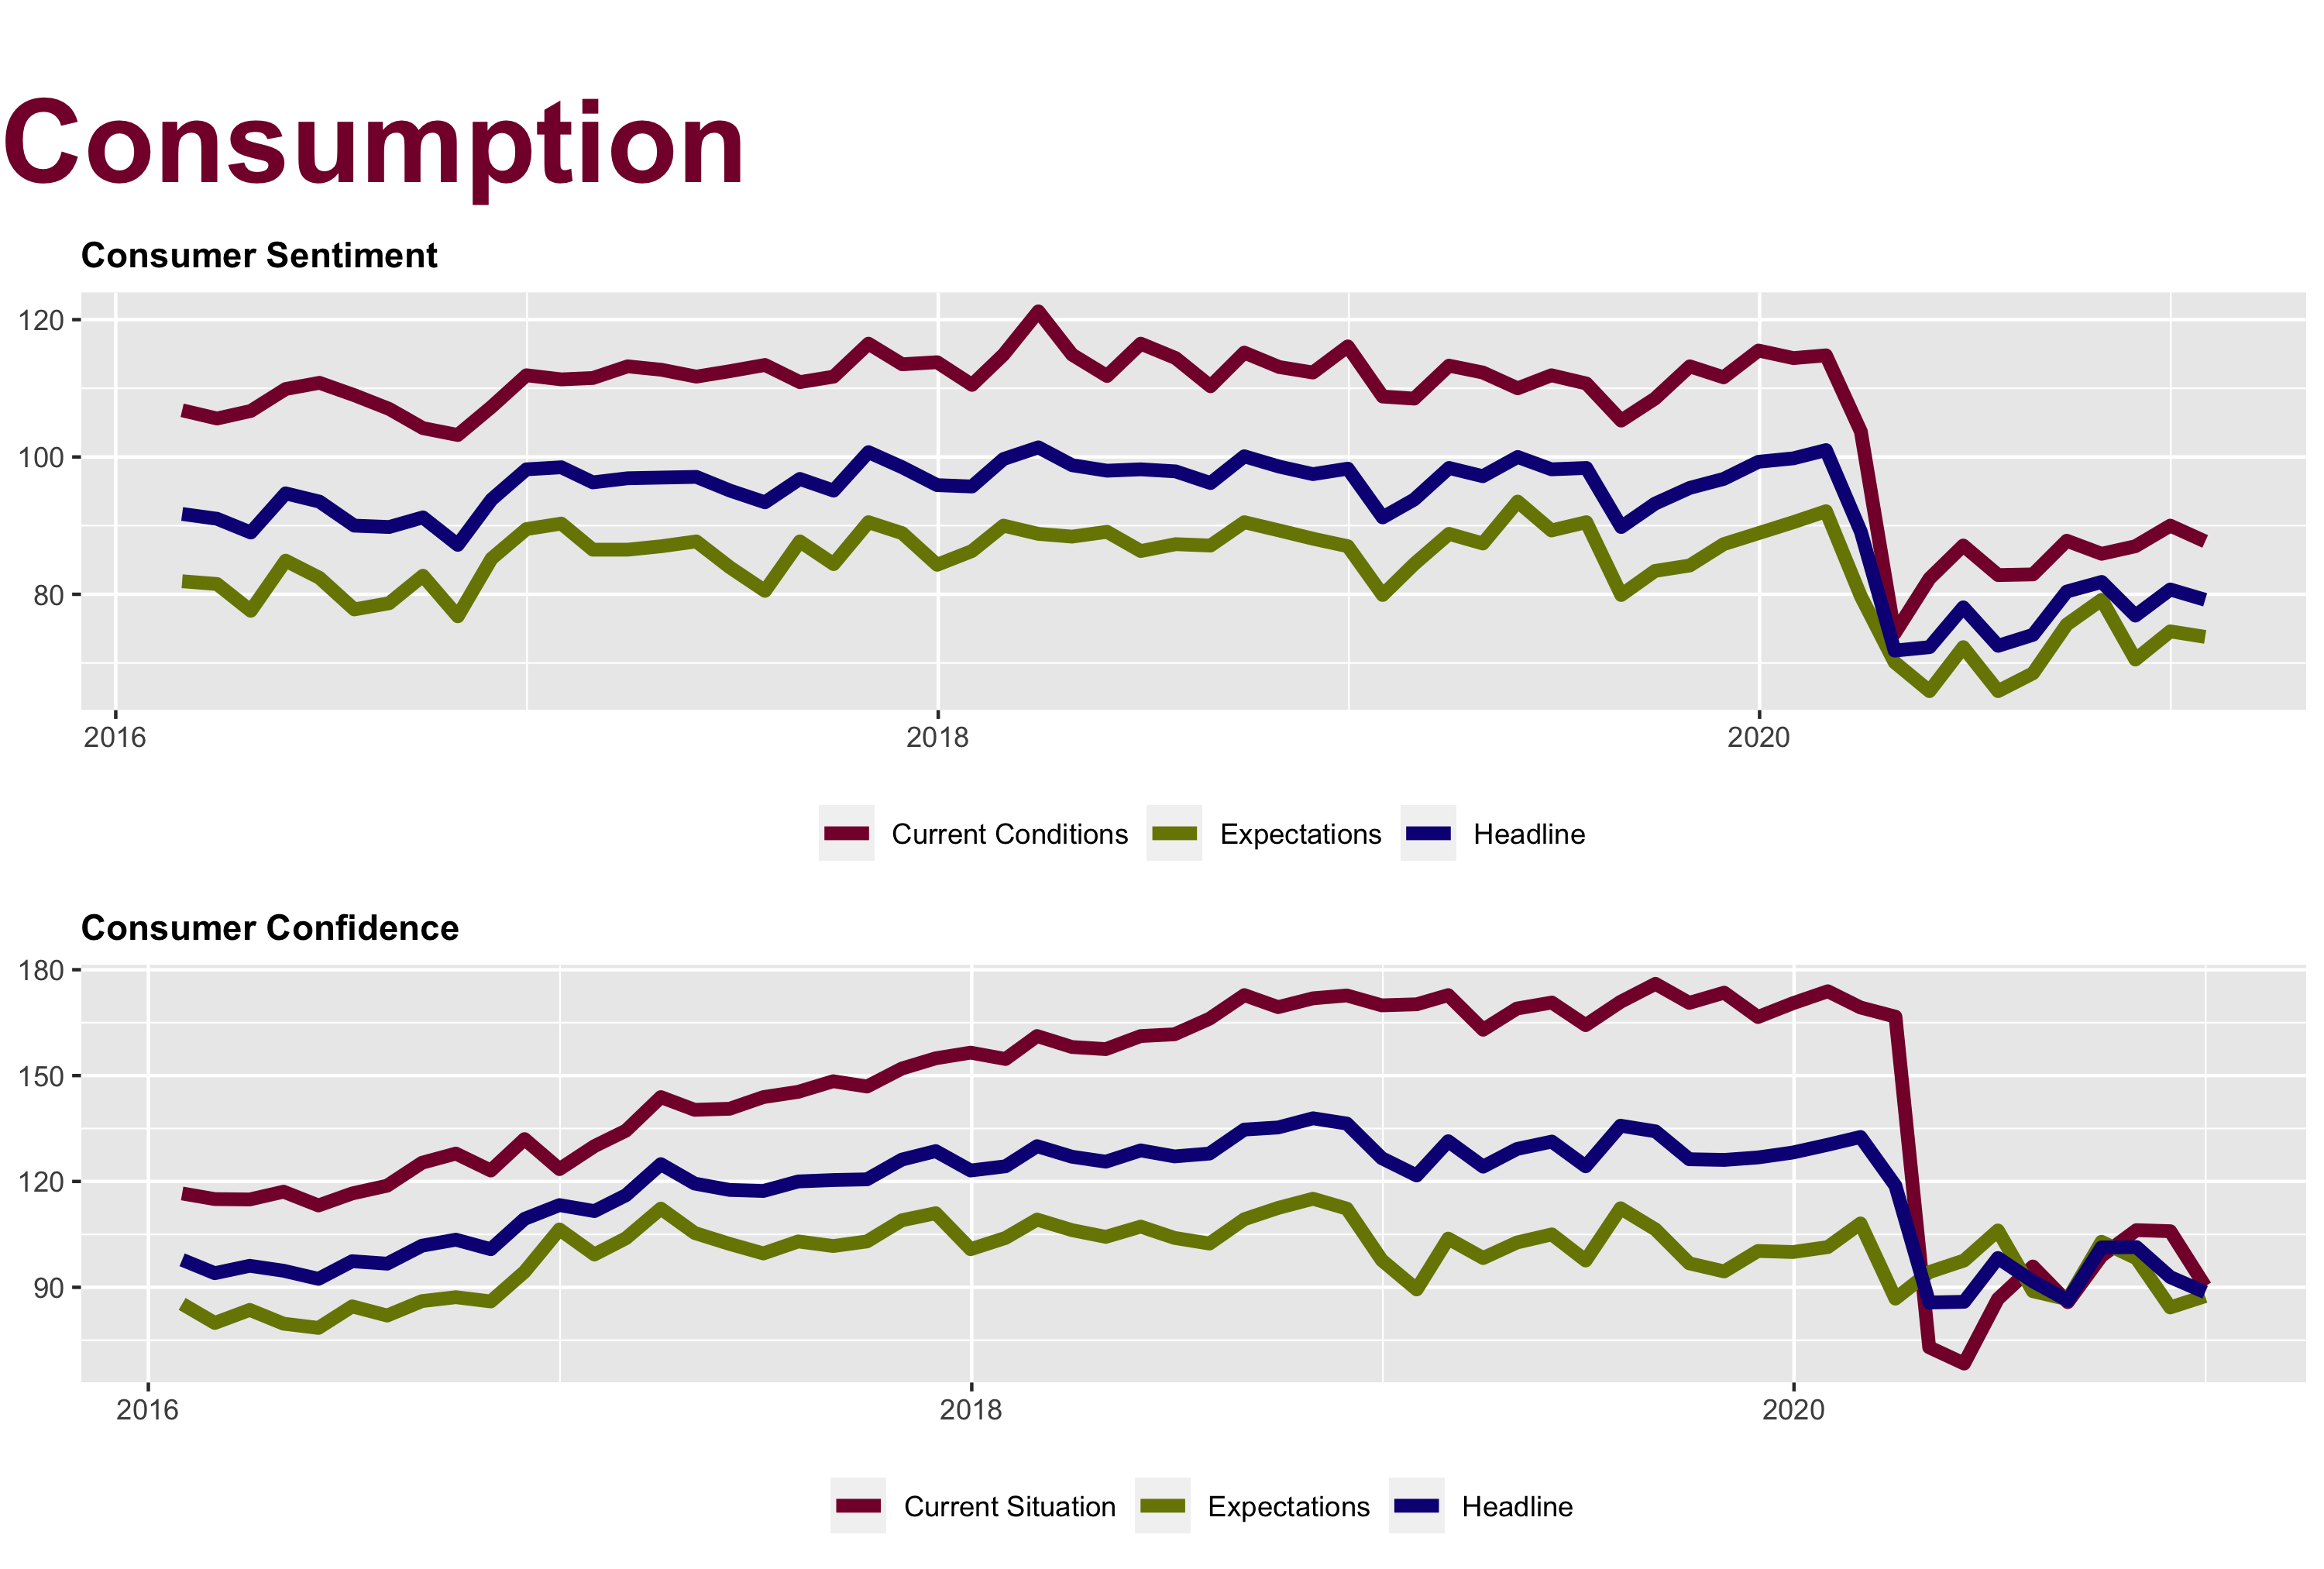 Consumption
Consumer Sentiment
120
100
80
2016 2018 2020
Current Conditions Expectations Headline
Consumer Confidence
180
150
120
90
2016 2018 2020
Current Situation Expectations Headline